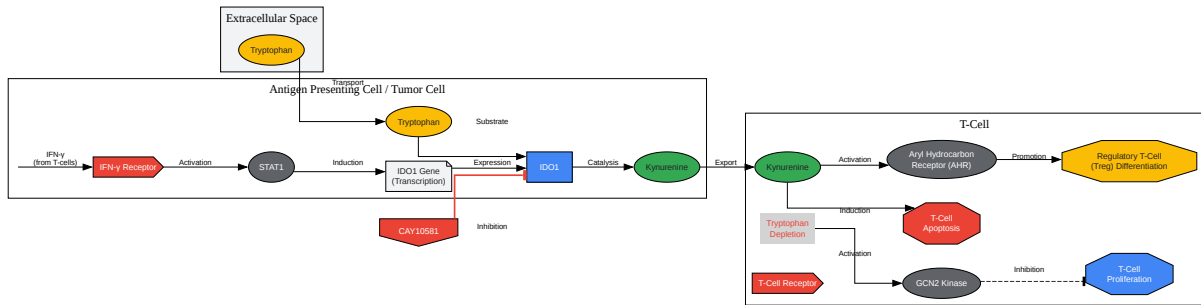 Extracellular Space
Tryptophan
Transport
Antigen Presenting Cell / Tumor Cell
Tryptophan
Substrate
IFN-γ
(from T-cells)
IFN-γ Receptor
Activation
STAT1
Induction
IDO1 Gene
(Transcription)
Expression
IDO1
Catalysis
Kynurenine
Export
CAY10581
Inhibition
T-Cell
Kynurenine
Activation
Aryl Hydrocarbon
Receptor (AHR)
Promotion
Regulatory T-Cell
(Treg) Differentiation
Induction
T-Cell
Apoptosis
Tryptophan
Depletion
Activation
T-Cell Receptor
GCN2 Kinase
Inhibition
T-Cell
Proliferation